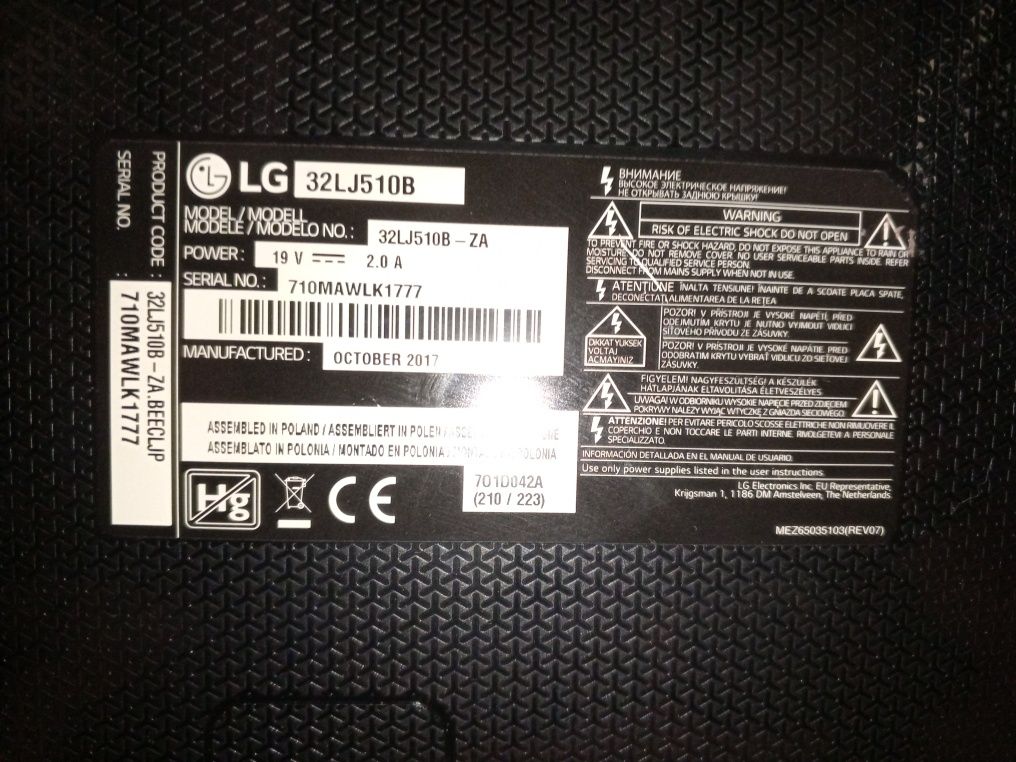 PRODUCT CODE : 32LJ510B-ZA.BEECLJP
SERIAL NO. : 710MAWLK1777
LG 32LJ510B
MODEL / MODELL
MODELE / MODELO NO. : 32LJ510B - ZA
POWER : 19 V 2.0 A
SERIAL NO. : 710MAWLK1777
MANUFACTURED : OCTOBER 2017
ASSEMBLED IN POLAND / ASSEMBLIERT IN POLEN /
ASSEMBLATO IN POLONIA / MONTADO EN POLONIA
701D042A
(210 / 223)
Hg
CE
ВНИМАНИЕ
ВЫСОКОЕ ЭЛЕКТРИЧЕСКОЕ НАПРЯЖЕНИЕ!
НЕ ОТКРЫВАТЬ ЗАДНЮЮ КРЫШКУ!
WARNING
RISK OF ELECTRIC SHOCK DO NOT OPEN
TO PREVENT FIRE OR SHOCK HAZARD, DO NOT EXPOSE THIS APPLIANCE TO RAIN OR
MOISTURE. DO NOT REMOVE COVER. NO USER SERVICEABLE PARTS INSIDE. REFER
SERVICING TO QUALIFIED SERVICE PERSON.
DISCONNECT FROM MAINS SUPPLY WHEN NOT IN USE.
ATENȚIUNE ÎNALTA TENSIUNE! ÎNAINTE DE A SCOATE PLACA SPATE,
DECONECTATI ALIMENTAREA DE LA REȚEA
DIKKAT YUKSEK
VOLTAJ
ACMAYINIZ
POZOR! V PŘÍSTROJI JE VYSOKÉ NAPĚTÍ, PŘED
ODEJMUTÍM KRYTU JE NUTNO VYJMOUT VIDLICI
SÍŤOVÉHO PŘÍVODU ZE ZÁSUVKY.
POZOR! V PRÍSTROJI JE VYSOKÉ NAPÄTIE. PRED
ODOBRATIM KRYTU VYBRAŤ VIDLICU ZO SIEŤOVEJ
ZÁSUVKY.
FIGYELEM! NAGYFESZÜLTSÉG! A KÉSZÜLÉK
HÁTLAPJÁNAK ELTÁVOLÍTÁSA ÉLETVESZÉLYES
UWAGA! W ODBIORNIKU WYSOKIE NAPIĘCIE PRZED ZDJĘCIEM
POKRYWY NALEŻY WYJĄĆ WTYCZKĘ Z GNIAZDA SIECIOWEGO
ATTENZIONE! PER EVITARE PERICOLO SCOSSE ELETTRICHE NON RIMUOVERE IL
COPERCHIO E NON TOCCARE LE PARTI INTERNE. RIVOLGETEVI A PERSONALE
SPECIALIZZATO.
INFORMACIÓN DETALLADA EN EL MANUAL DE USUARIO.
Use only power supplies listed in the user instructions.
LG Electronics Inc. EU Representative,
Krijgsman 1, 1186 DM Amstelveen, The Netherlands
MEZ65035103(REV07)